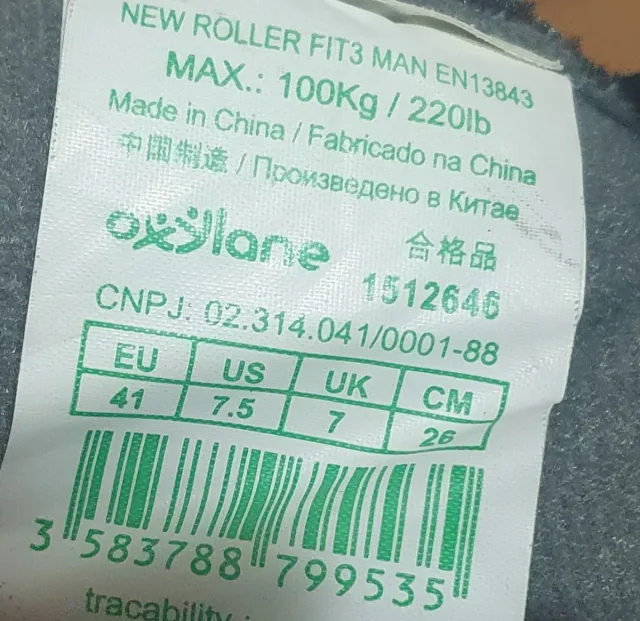 NEW ROLLER FIT3 MAN EN13843
MAX.: 100Kg / 220lb
Made in China / Fabricado na China
中国制造 / Произведено в Китае
oxylane 合格品
1512646
CNPJ: 02.314.041/0001-88
EU US UK CM
41 7.5 7 26
3 583788 799535
tracability :